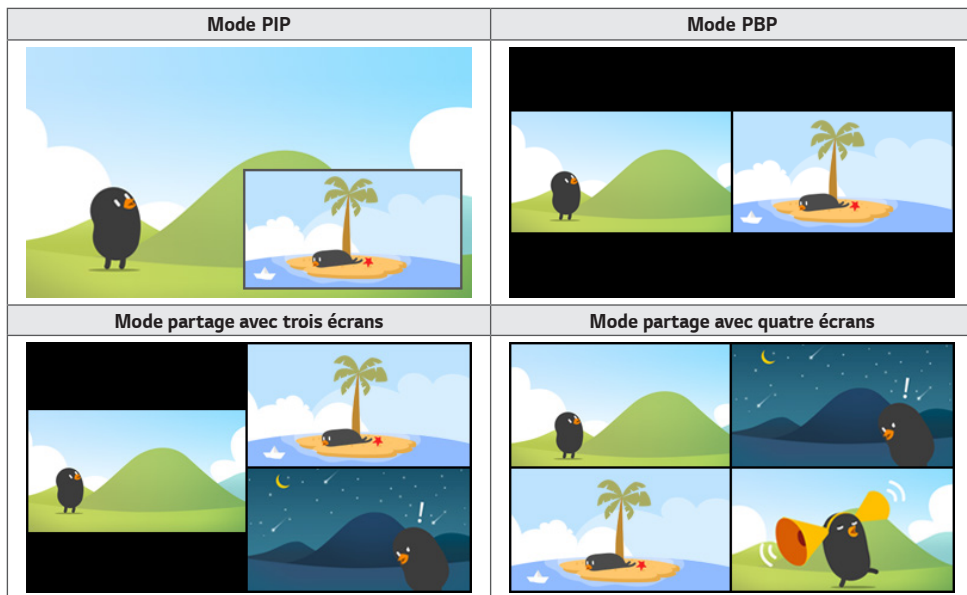 Mode PIP
Mode PBP
Mode partage avec trois écrans
Mode partage avec quatre écrans
!
!